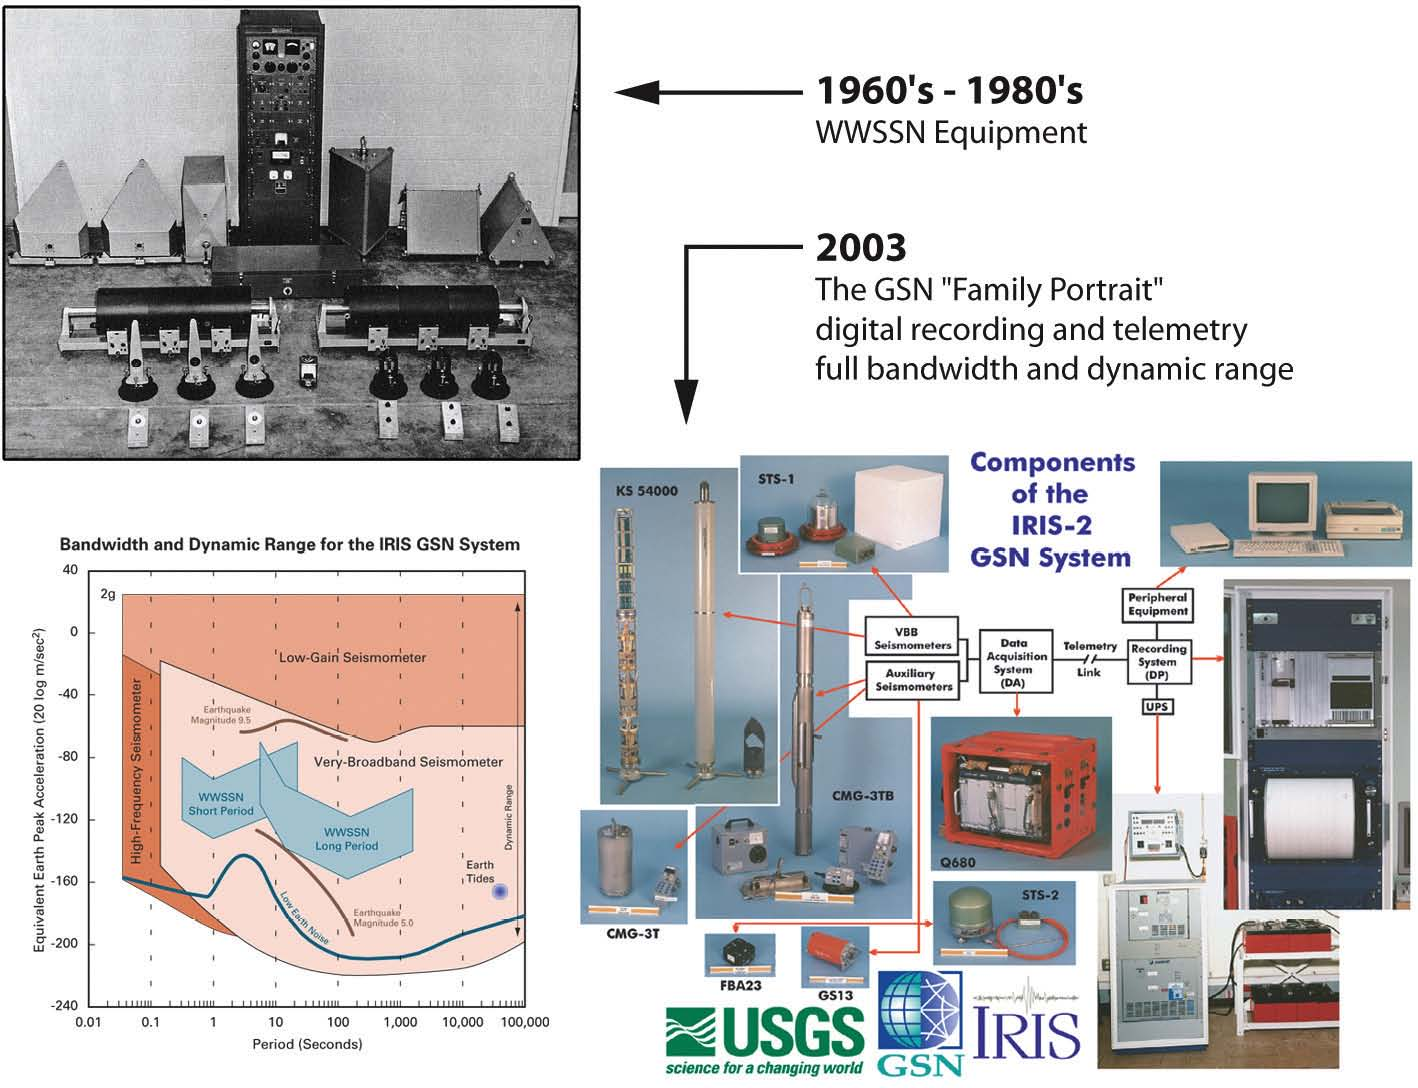 1960's - 1980's
WWSSN Equipment
2003
The GSN "Family Portrait"
digital recording and telemetry
full bandwidth and dynamic range
Bandwidth and Dynamic Range for the IRIS GSN System
Equivalent Earth Peak Acceleration (20 log m/sec²)
40
0
-40
-80
-120
-160
-200
-240
2g
Low-Gain Seismometer
High-Frequency Seismometer
Earthquake
Magnitude 9.5
Very-Broadband Seismometer
WWSSN
Short Period
WWSSN
Long Period
Dynamic Range
Earth
Tides
Low Earth Noise
Earthquake
Magnitude 5.0
0.01 0.1 1 10 100 1,000 10,000 100,000
Period (Seconds)
Components
of the
IRIS-2
GSN System
KS 54000
STS-1
VBB
Seismometers
Auxiliary
Seismometers
Data
Acquisition
System
(DA)
Telemetry
Link
Peripheral
Equipment
Recording
System
(DP)
UPS
CMG-3TB
Q680
CMG-3T
STS-2
FBA23
GS13
USGS
science for a changing world
GSN
IRIS